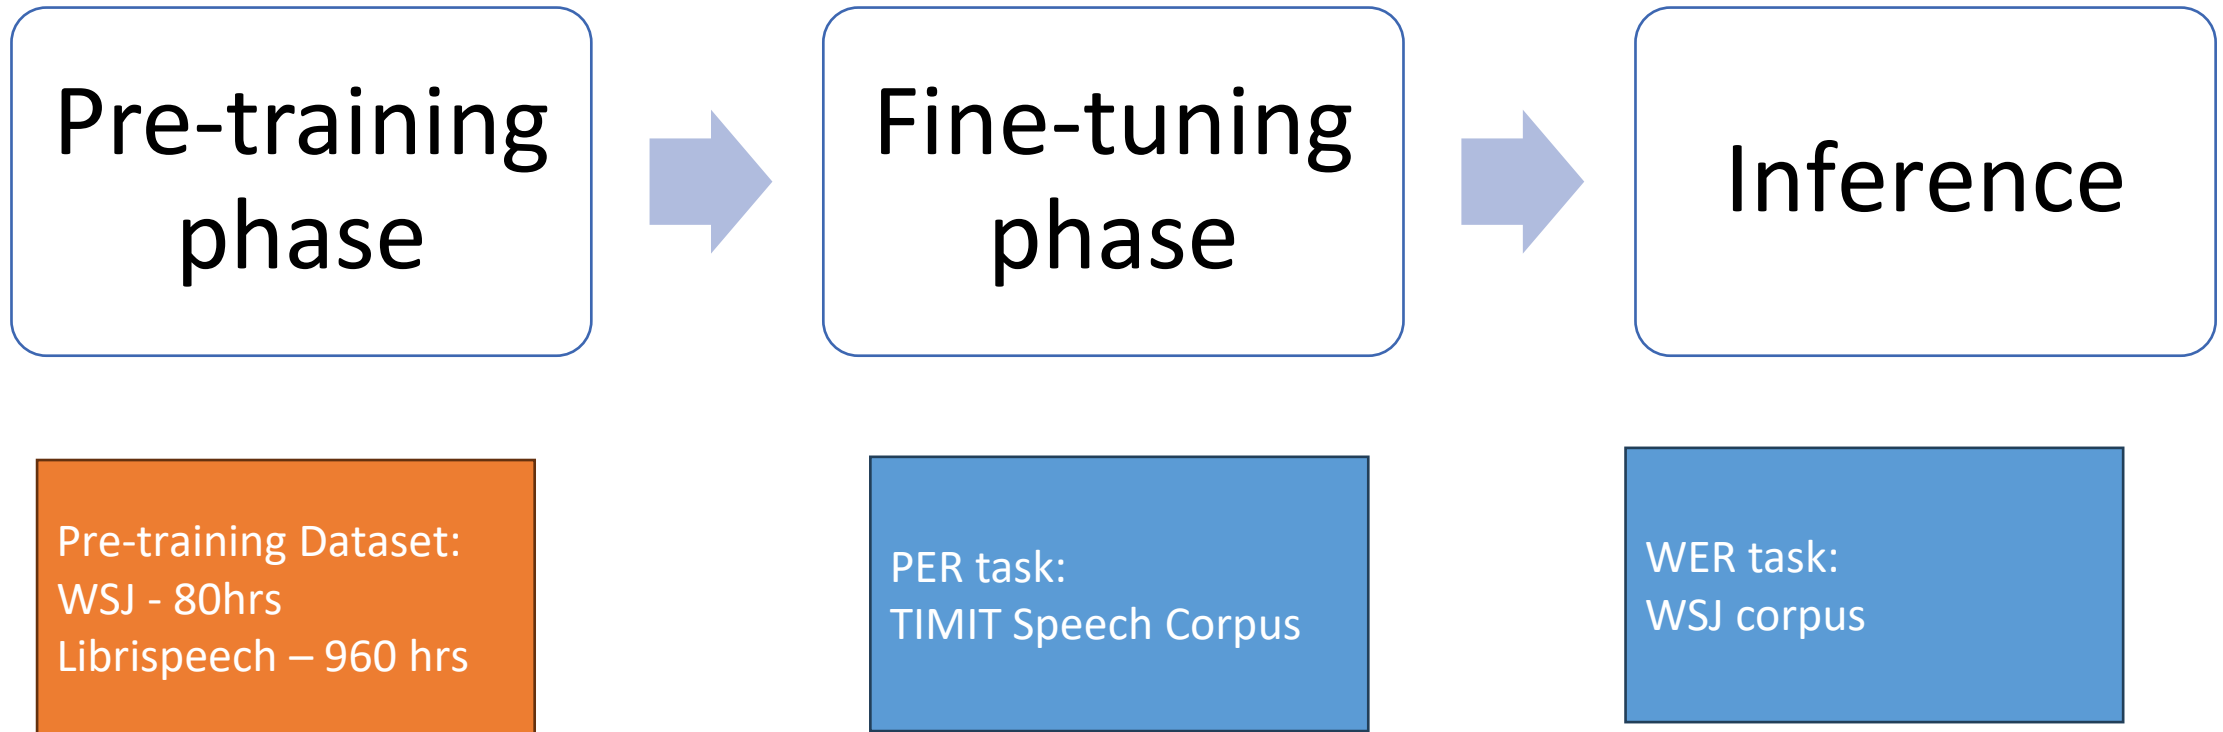 Pre-training
phase
Fine-tuning
phase
Inference
Pre-training Dataset:
WSJ - 80hrs
Librispeech – 960 hrs
PER task:
TIMIT Speech Corpus
WER task:
WSJ corpus